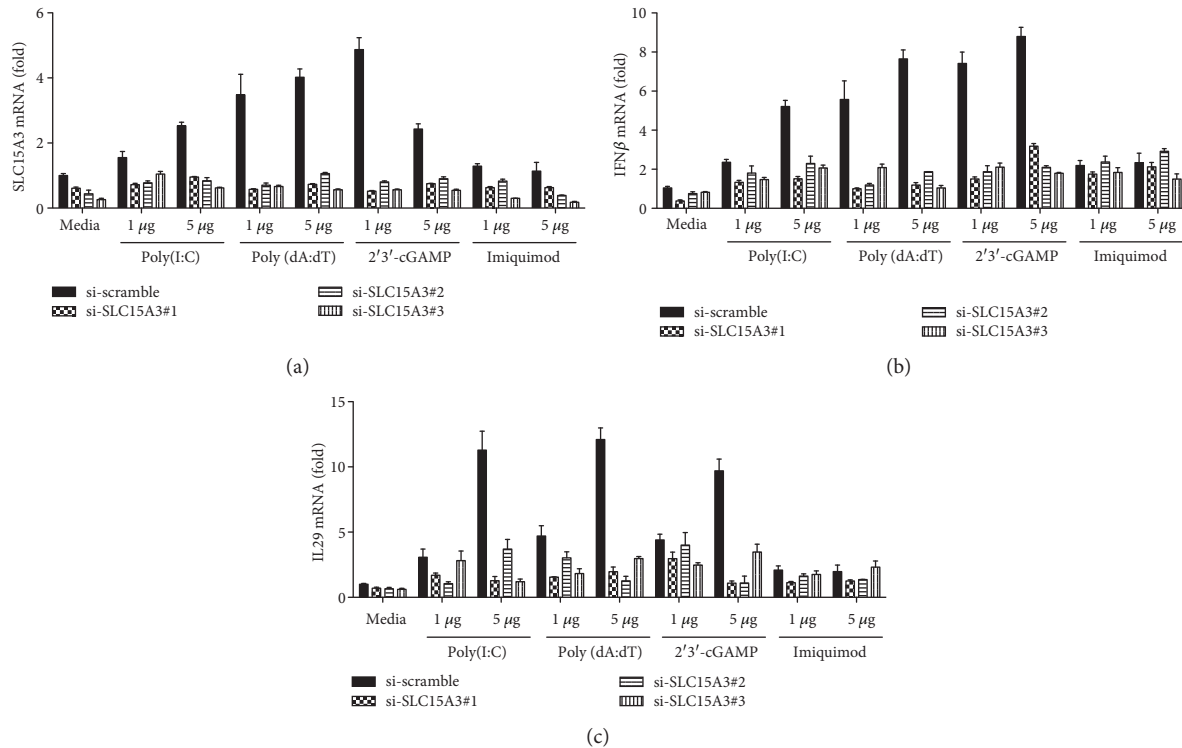 6
4
2
0
SLC15A3 mRNA (fold)
Media
1 μg 5 μg 1 μg 5 μg 1 μg 5 μg 1 μg 5 μg
Poly(I:C) Poly (dA:dT) 2′3′-cGAMP Imiquimod
si-scramble si-SLC15A3#2
si-SLC15A3#1 si-SLC15A3#3
(a)
10
8
6
4
2
0
IFNβ mRNA (fold)
Media
1 μg 5 μg 1 μg 5 μg 1 μg 5 μg 1 μg 5 μg
Poly(I:C) Poly (dA:dT) 2′3′-cGAMP Imiquimod
si-scramble si-SLC15A3#2
si-SLC15A3#1 si-SLC15A3#3
(b)
15
10
5
0
IL29 mRNA (fold)
Media
1 μg 5 μg 1 μg 5 μg 1 μg 5 μg 1 μg 5 μg
Poly(I:C) Poly (dA:dT) 2′3′-cGAMP Imiquimod
si-scramble si-SLC15A3#2
si-SLC15A3#1 si-SLC15A3#3
(c)